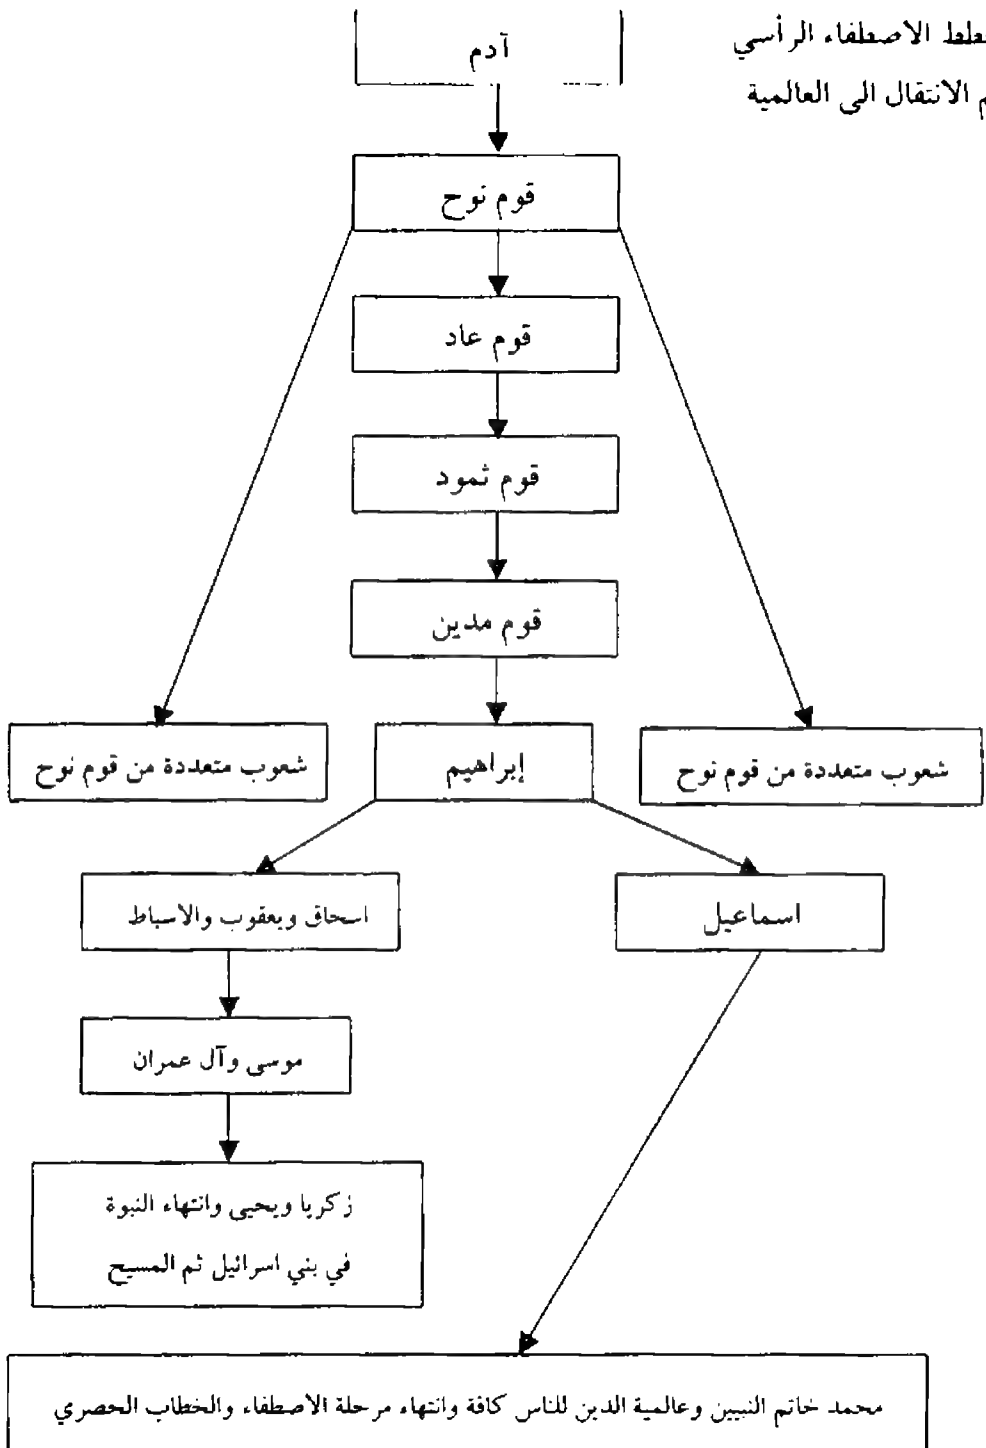 الاصطفاء الرأسي
الانتقال الى العالمية
آدم
قوم نوح
قوم عاد
قوم ثمود
قوم مدين
شعوب متعددة من قوم نوح
إبراهيم
شعوب متعددة من قوم نوح
اسماعيل
اسحاق ويعقوب والاسباط
موسى وآل عمران
زكريا ويحيى وانتهاء النبوة
في بني اسرائيل ثم المسيح
محمد خاتم النبيين وعالمية الدين للناس كافة وانتهاء مرحلة الاصطفاء والخطاب الحصري